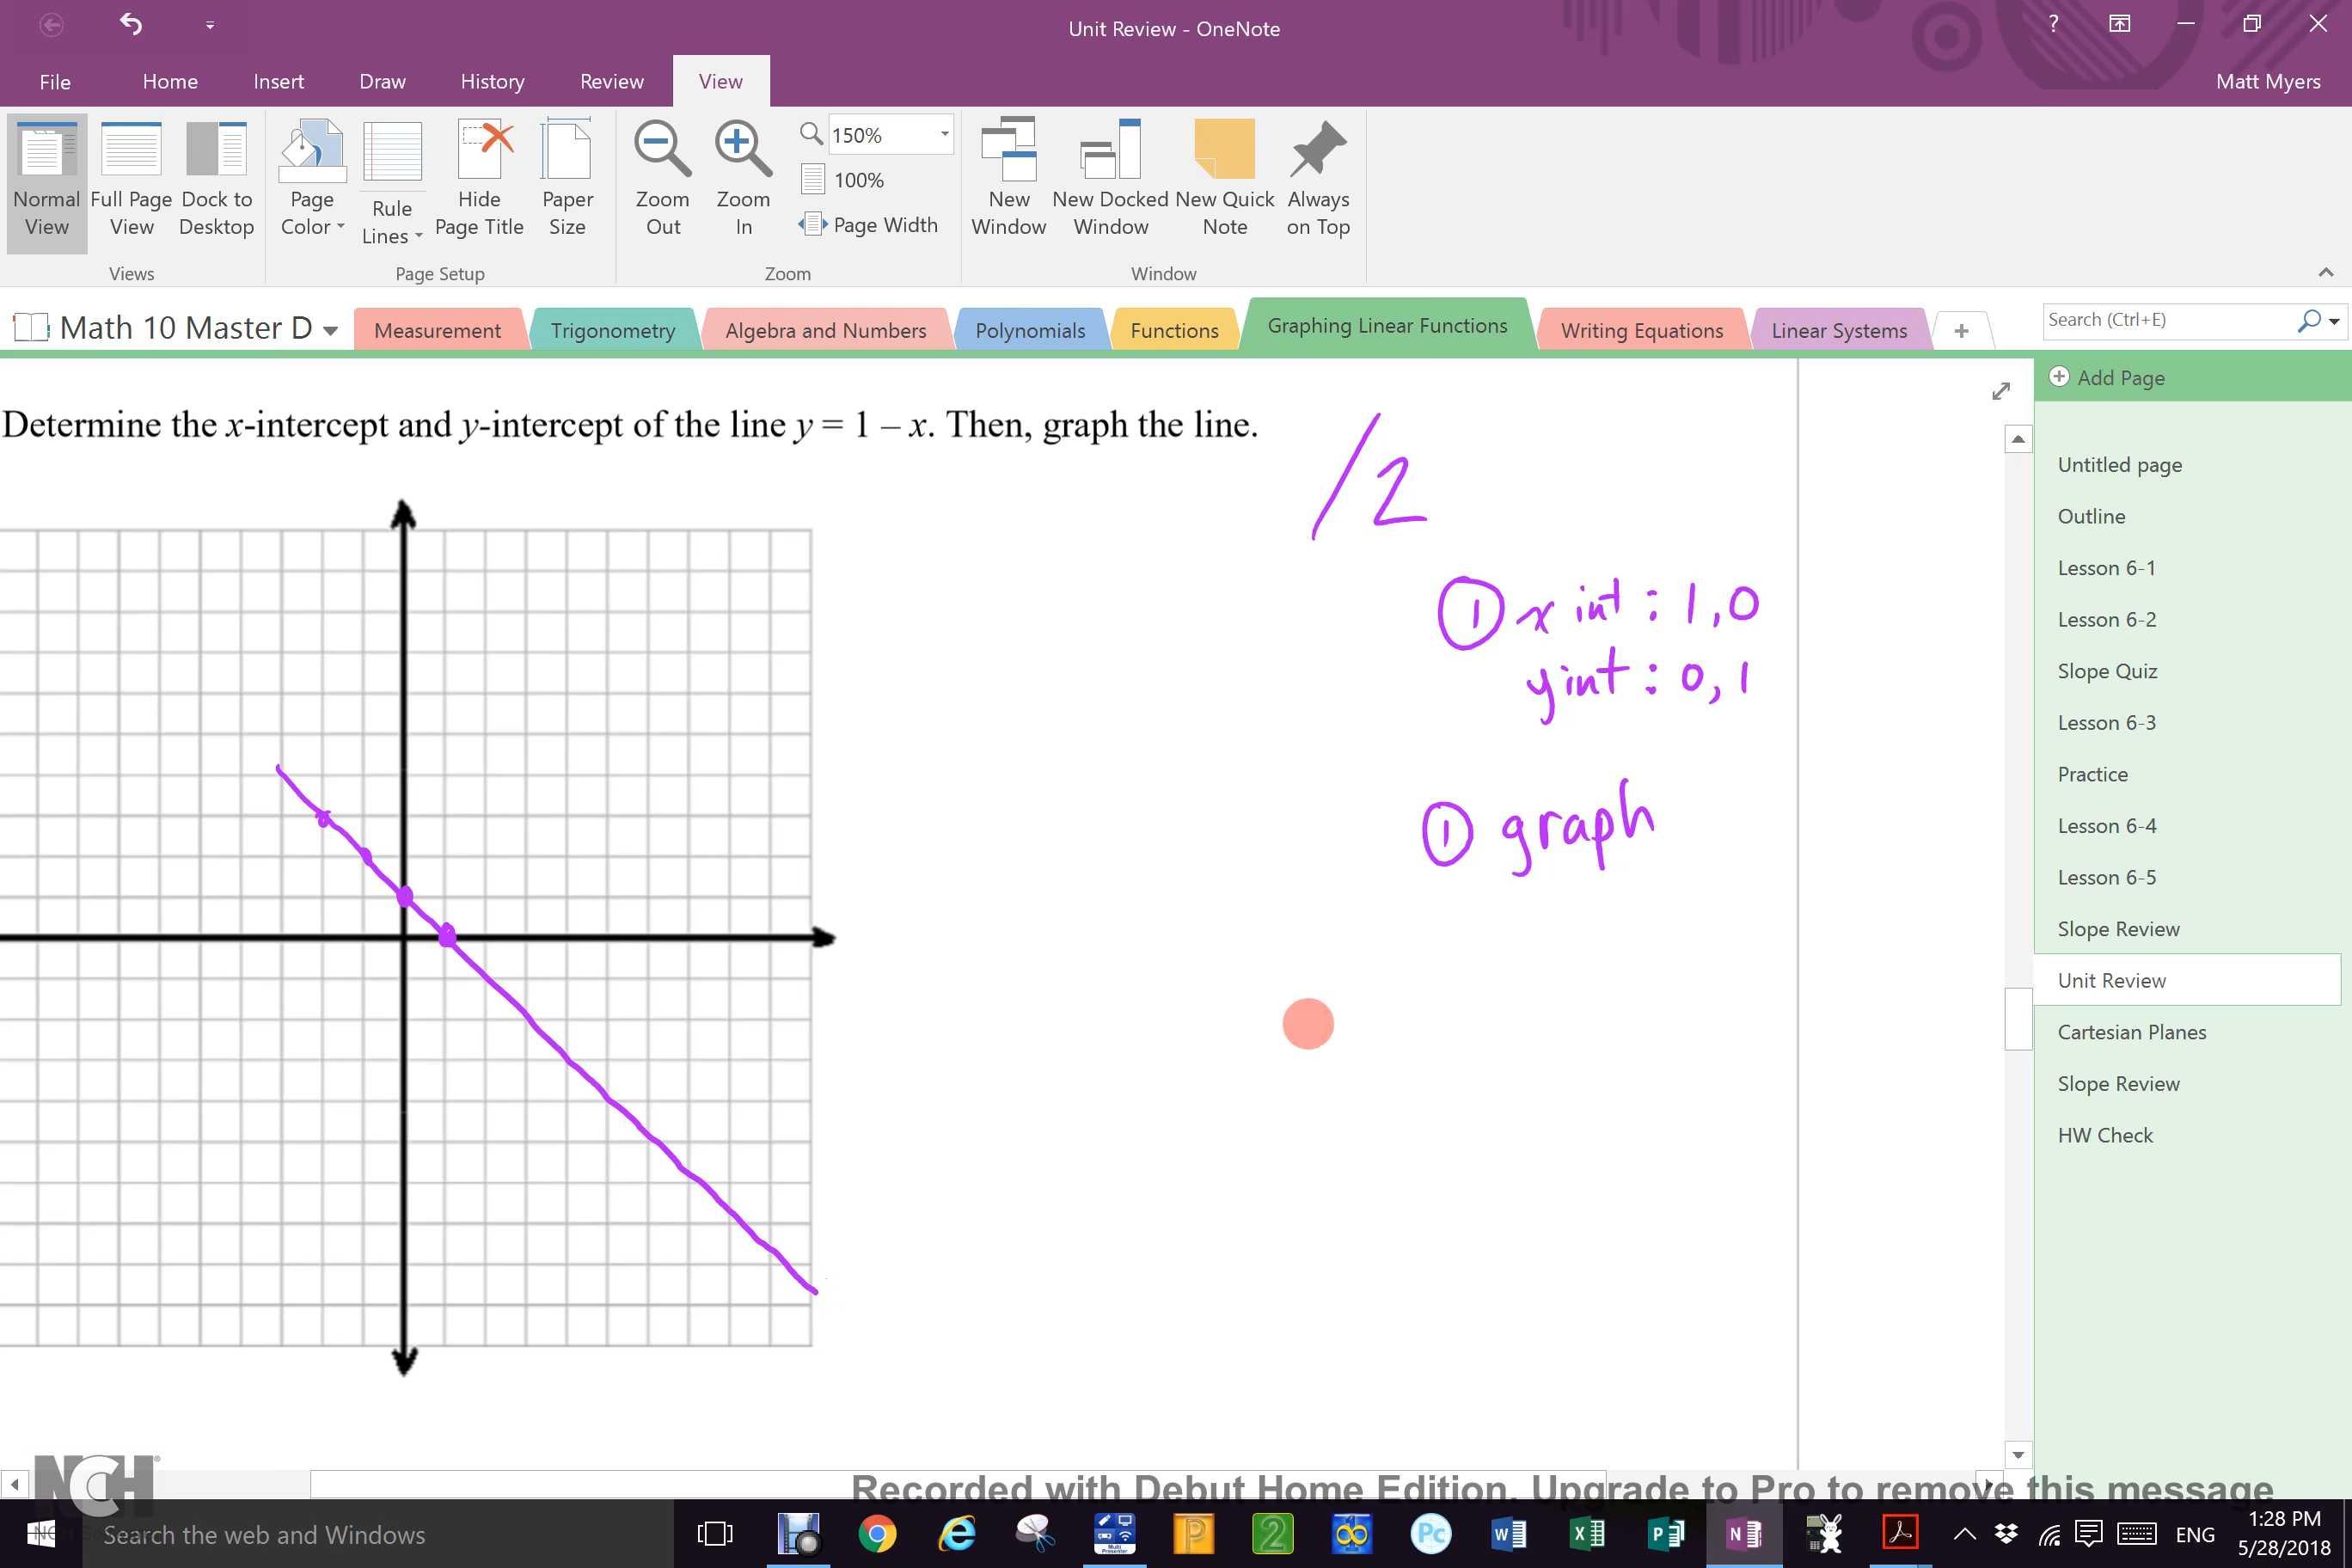 Unit Review - OneNote
?
File Home Insert Draw History Review View Matt Myers
150%
100%
Page Width
Normal View
Full Page View
Dock to Desktop
Page Color
Rule Lines
Hide Page Title
Paper Size
Zoom Out
Zoom In
New Window
New Docked Window
New Quick Note
Always on Top
Views Page Setup Zoom Window
Math 10 Master D Measurement Trigonometry Algebra and Numbers Polynomials Functions Graphing Linear Functions Writing Equations Linear Systems + Search (Ctrl+E)
Add Page
Determine the x-intercept and y-intercept of the line y = 1 – x. Then, graph the line.
/2
① x int : 1,0
y int : 0,1
① graph
Untitled page
Outline
Lesson 6-1
Lesson 6-2
Slope Quiz
Lesson 6-3
Practice
Lesson 6-4
Lesson 6-5
Slope Review
Unit Review
Cartesian Planes
Slope Review
HW Check
NCH
Recorded with Debut Home Edition. Upgrade to Pro to remove this message
Search the web and Windows
ENG
1:28 PM
5/28/2018